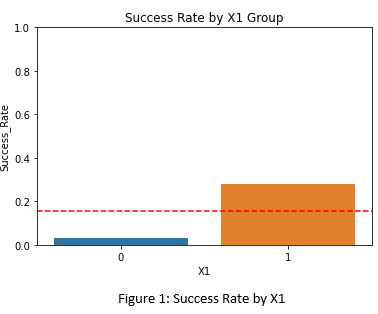 Success Rate by X1 Group
1.0
0.8
0.6
0.4
0.2
0.0
Success_Rate
0 1
X1
Figure 1: Success Rate by X1